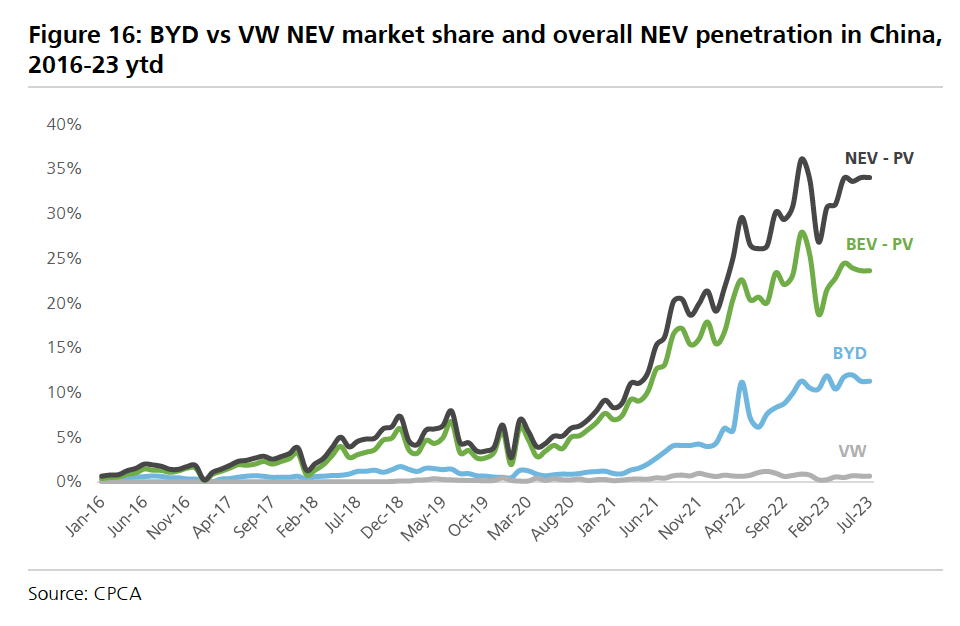 Figure 16: BYD vs VW NEV market share and overall NEV penetration in China,
2016-23 ytd
40%
35%
30%
25%
20%
15%
10%
5%
0%
NEV - PV
BEV - PV
BYD
VW
Jan-16
Jun-16
Nov-16
Apr-17
Sep-17
Feb-18
Jul-18
Dec-18
May-19
Oct-19
Mar-20
Aug-20
Jan-21
Jun-21
Nov-21
Apr-22
Sep-22
Feb-23
Jul-23
Source: CPCA